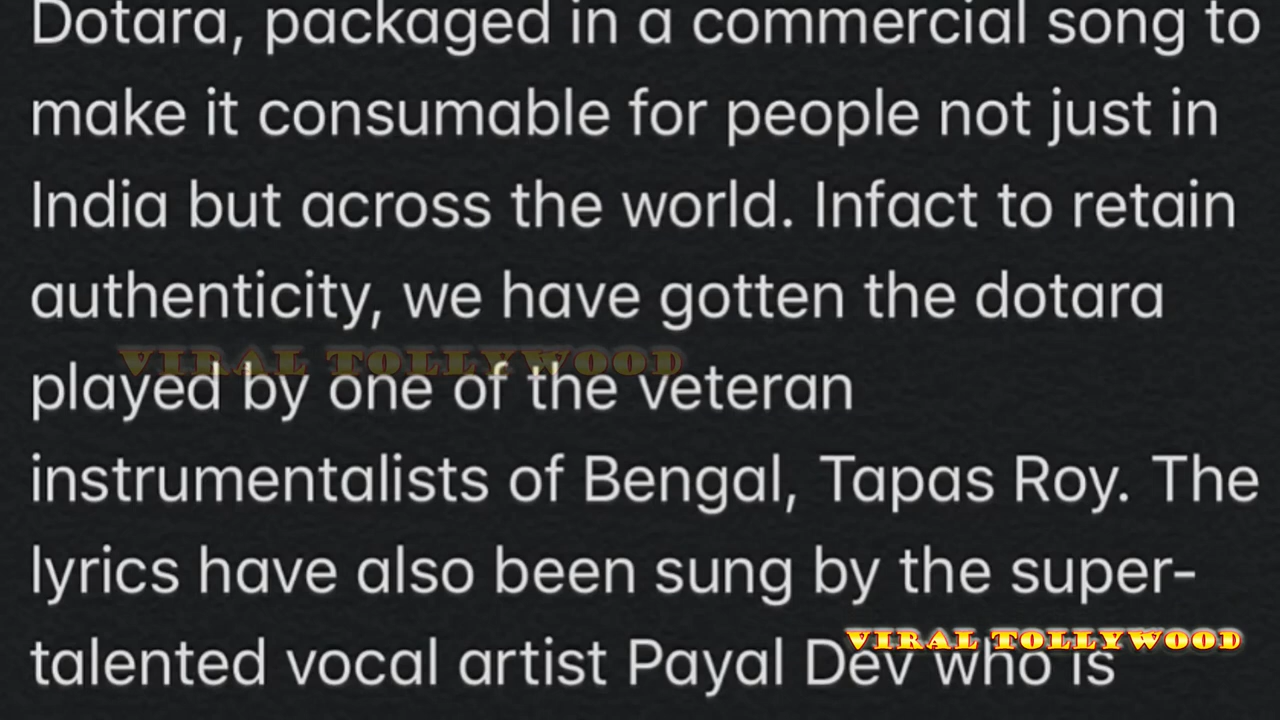 Dotara, packaged in a commercial song to
make it consumable for people not just in
India but across the world. Infact to retain
authenticity, we have gotten the dotara
VIRAL TOLLYWOOD
played by one of the veteran
instrumentalists of Bengal, Tapas Roy. The
lyrics have also been sung by the super-
VIRAL TOLLYWOOD
talented vocal artist Payal Dev who is